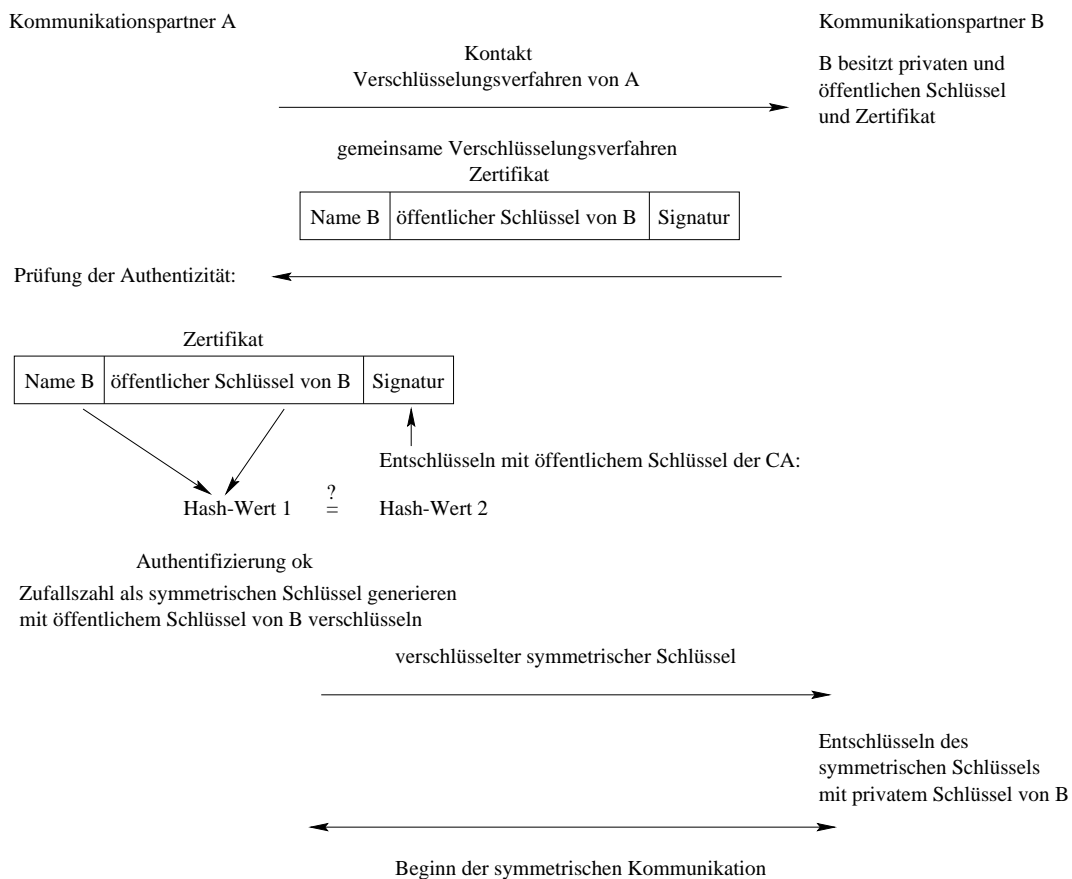 Kommunikationspartner A
Kommunikationspartner B
Kontakt
Verschlüsselungsverfahren von A
B besitzt privaten und
öffentlichen Schlüssel
und Zertifikat
gemeinsame Verschlüsselungsverfahren
Zertifikat
Name B öffentlicher Schlüssel von B Signatur
Prüfung der Authentizität:
Zertifikat
Name B öffentlicher Schlüssel von B Signatur
Entschlüsseln mit öffentlichem Schlüssel der CA:
?
Hash-Wert 1 = Hash-Wert 2
Authentifizierung ok
Zufallszahl als symmetrischen Schlüssel generieren
mit öffentlichem Schlüssel von B verschlüsseln
verschlüsselter symmetrischer Schlüssel
Entschlüsseln des
symmetrischen Schlüssels
mit privatem Schlüssel von B
Beginn der symmetrischen Kommunikation